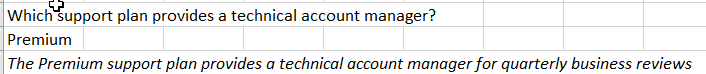 Which support plan provides a technical account manager?
Premium
The Premium support plan provides a technical account manager for quarterly business reviews